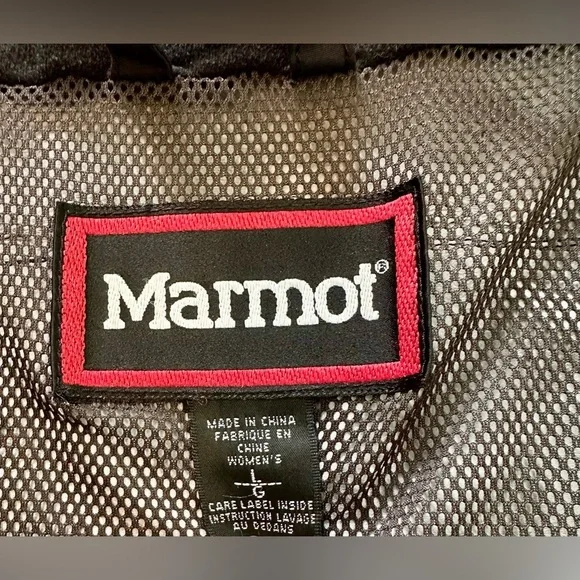 Marmot®
MADE IN CHINA
FABRIQUE EN
CHINE
WOMEN'S
L
G
CARE LABEL INSIDE
INSTRUCTION LAVAGE
AU DEDANS